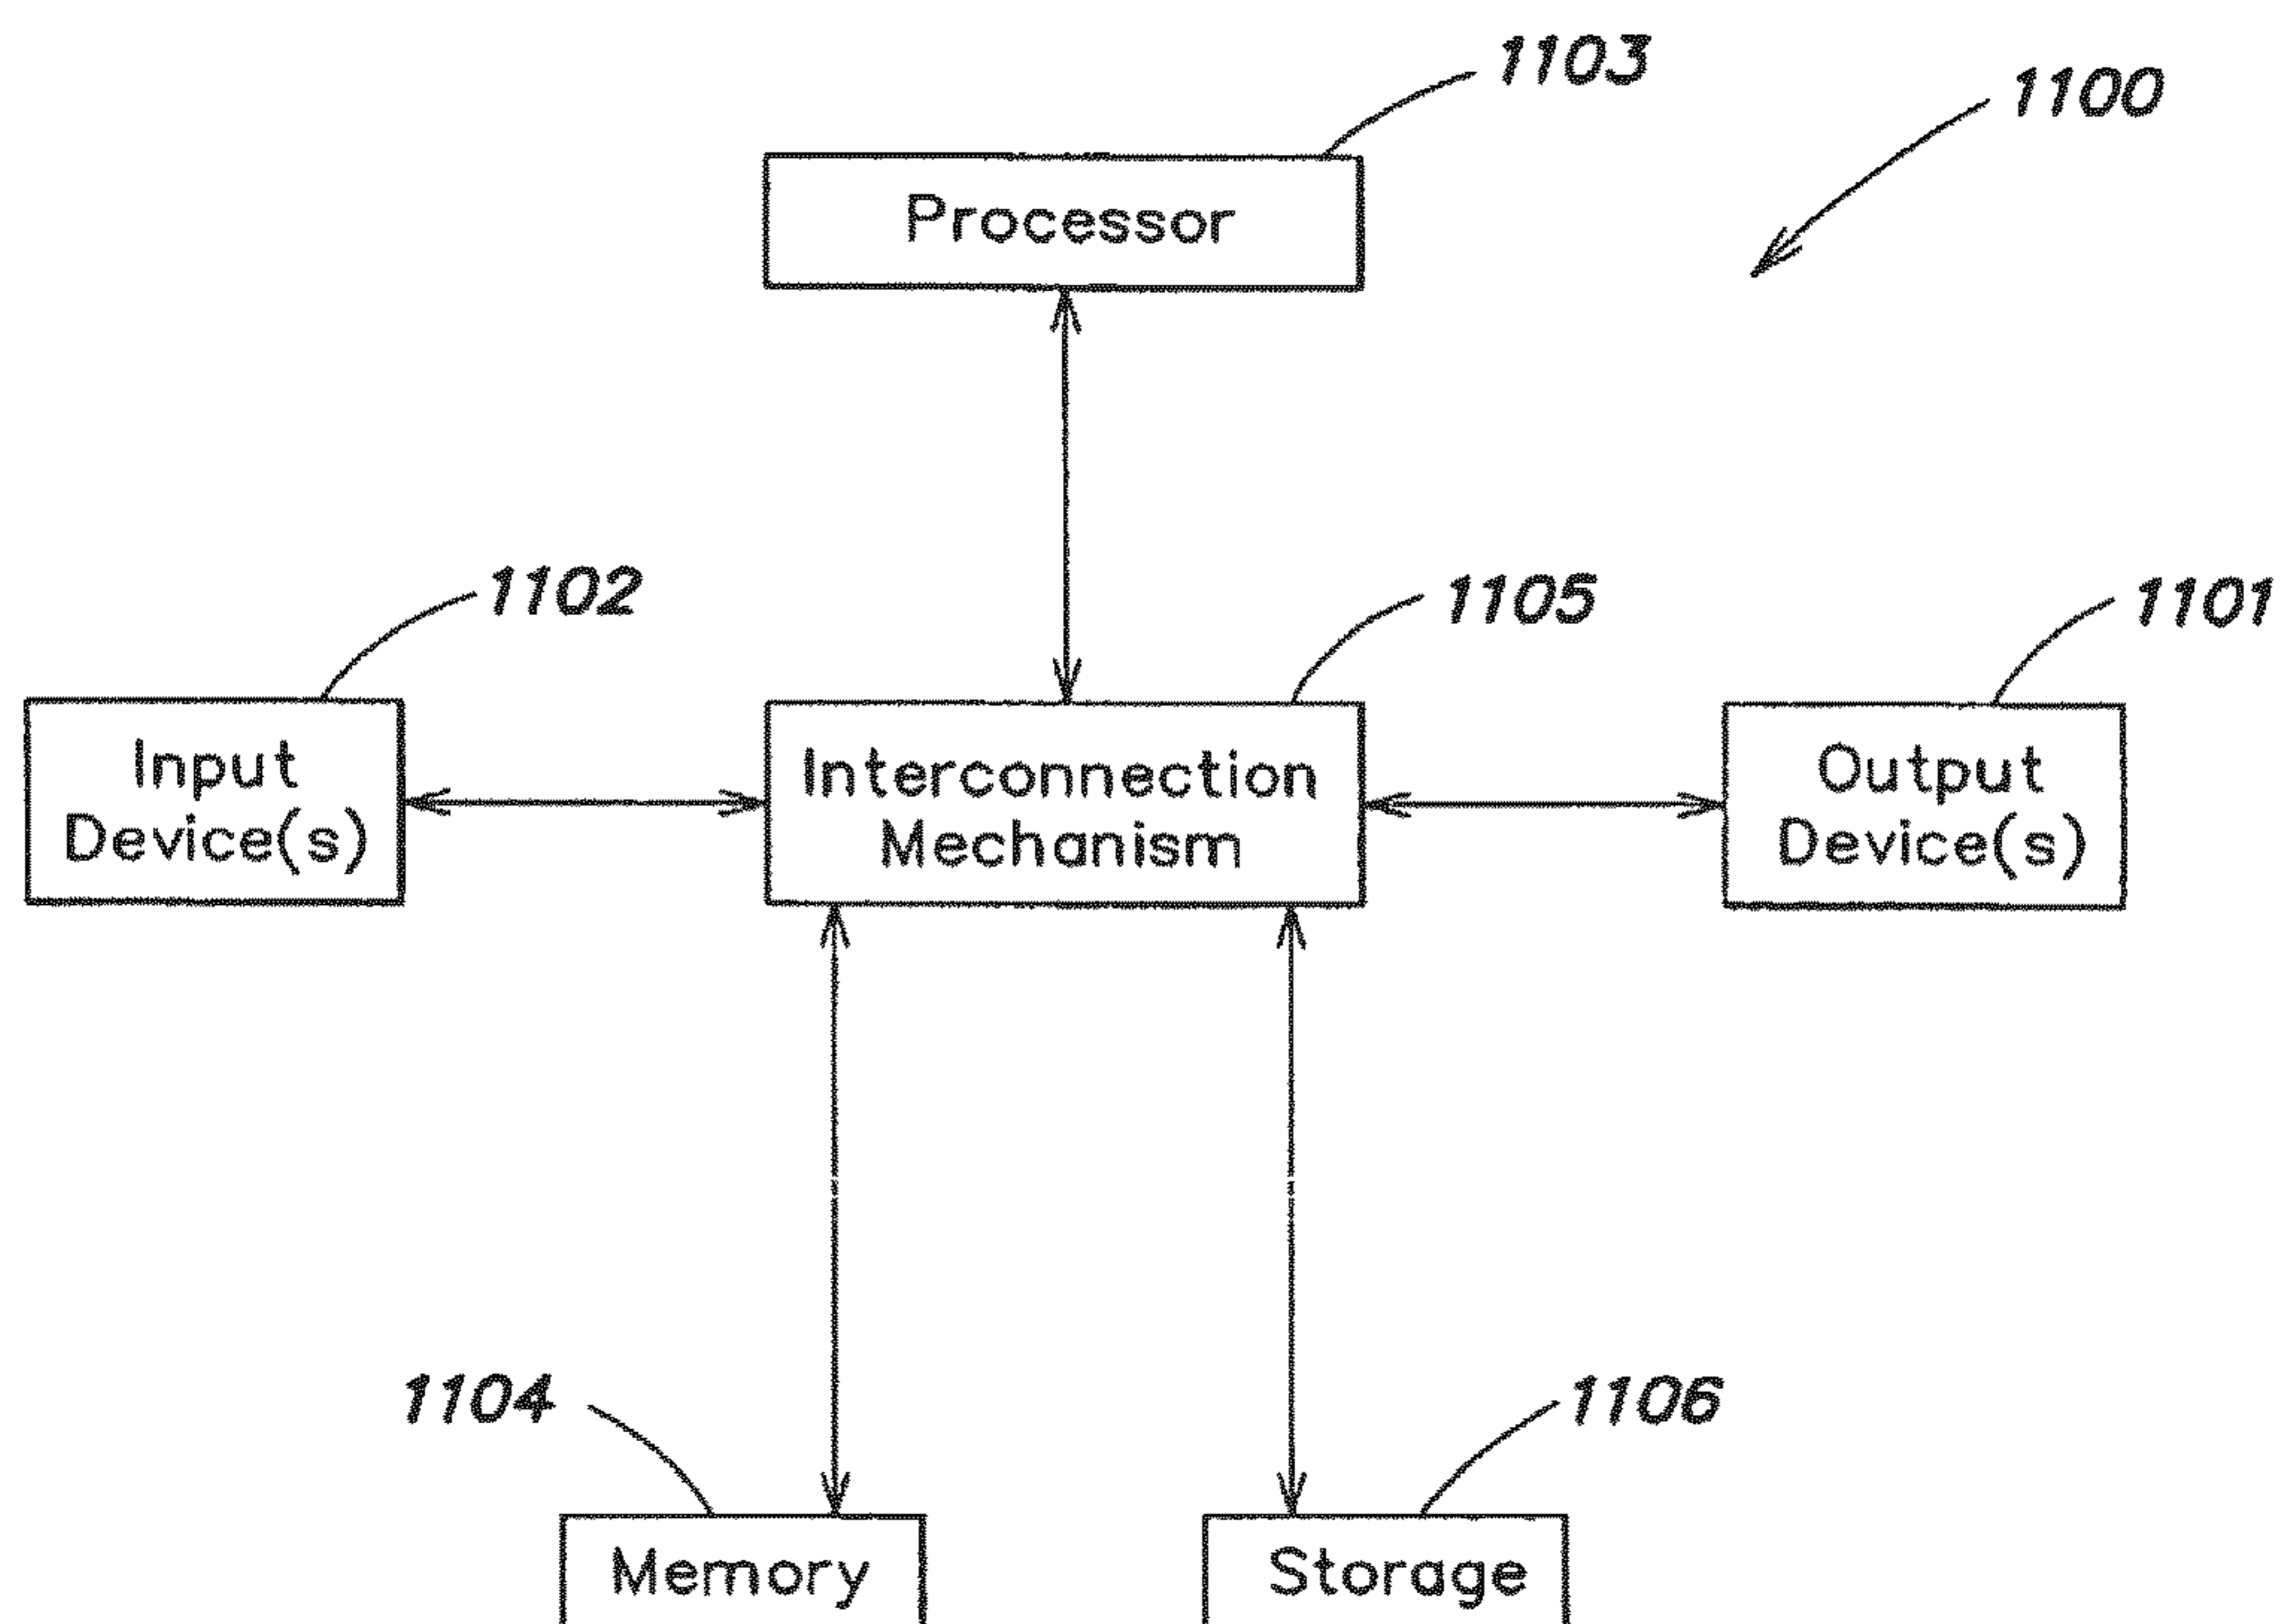 1103
1100
Processor
1102
1105
1101
Input
Device(s)
Interconnection
Mechanism
Output
Device(s)
1104
1106
Memory
Storage